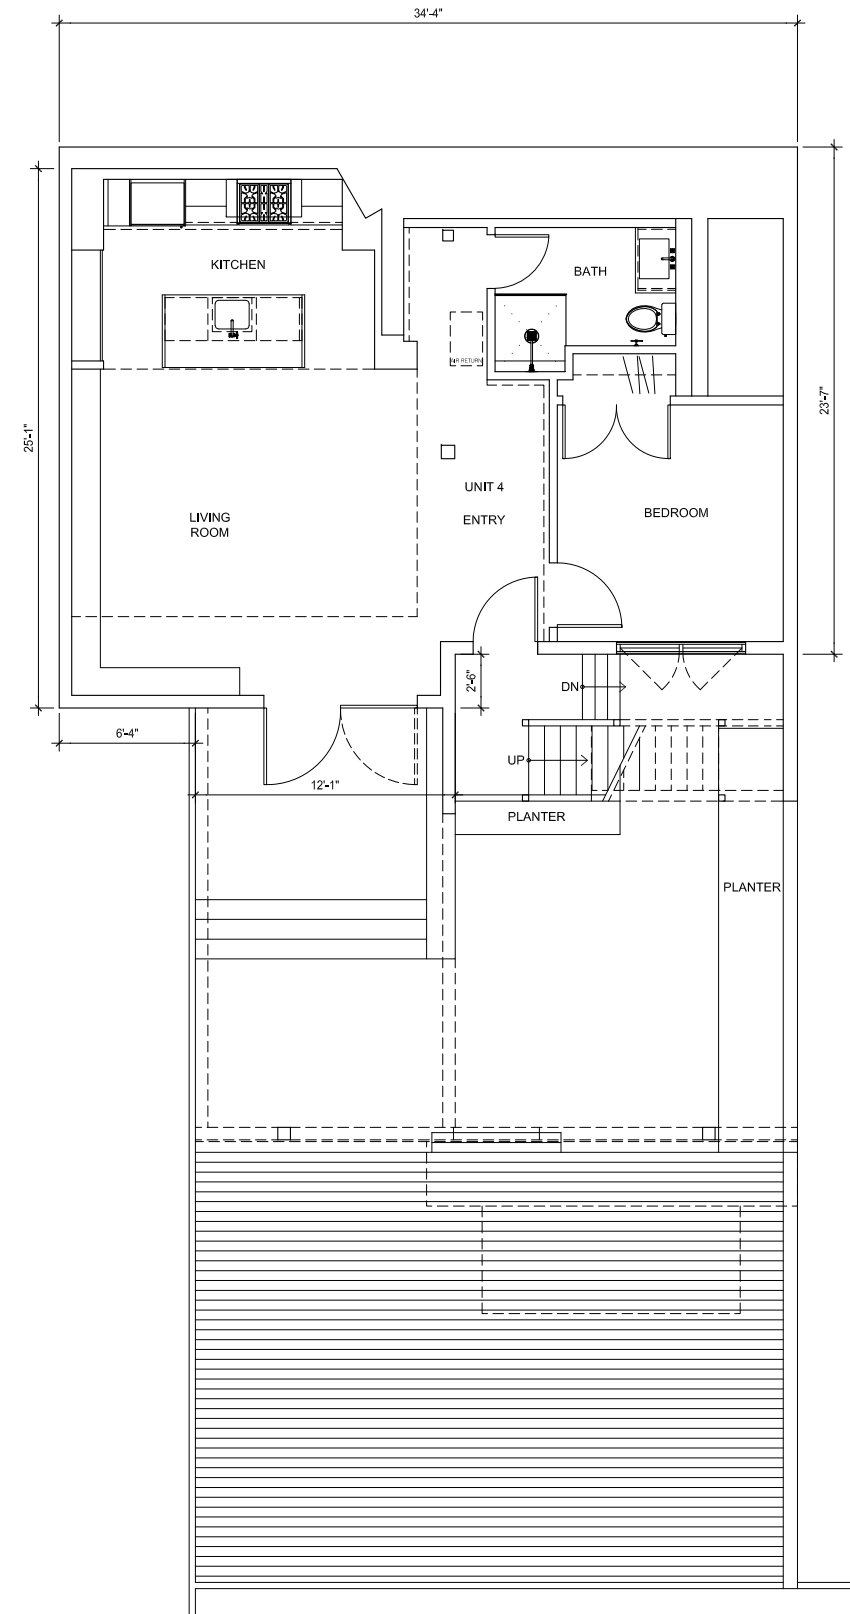 34'-4"
KITCHEN
BATH
AIR RETURN
25'-1"
23'-7"
UNIT 4
ENTRY
LIVING
ROOM
BEDROOM
2'-6"
DN
6'-4"
UP
12'-1"
PLANTER
PLANTER